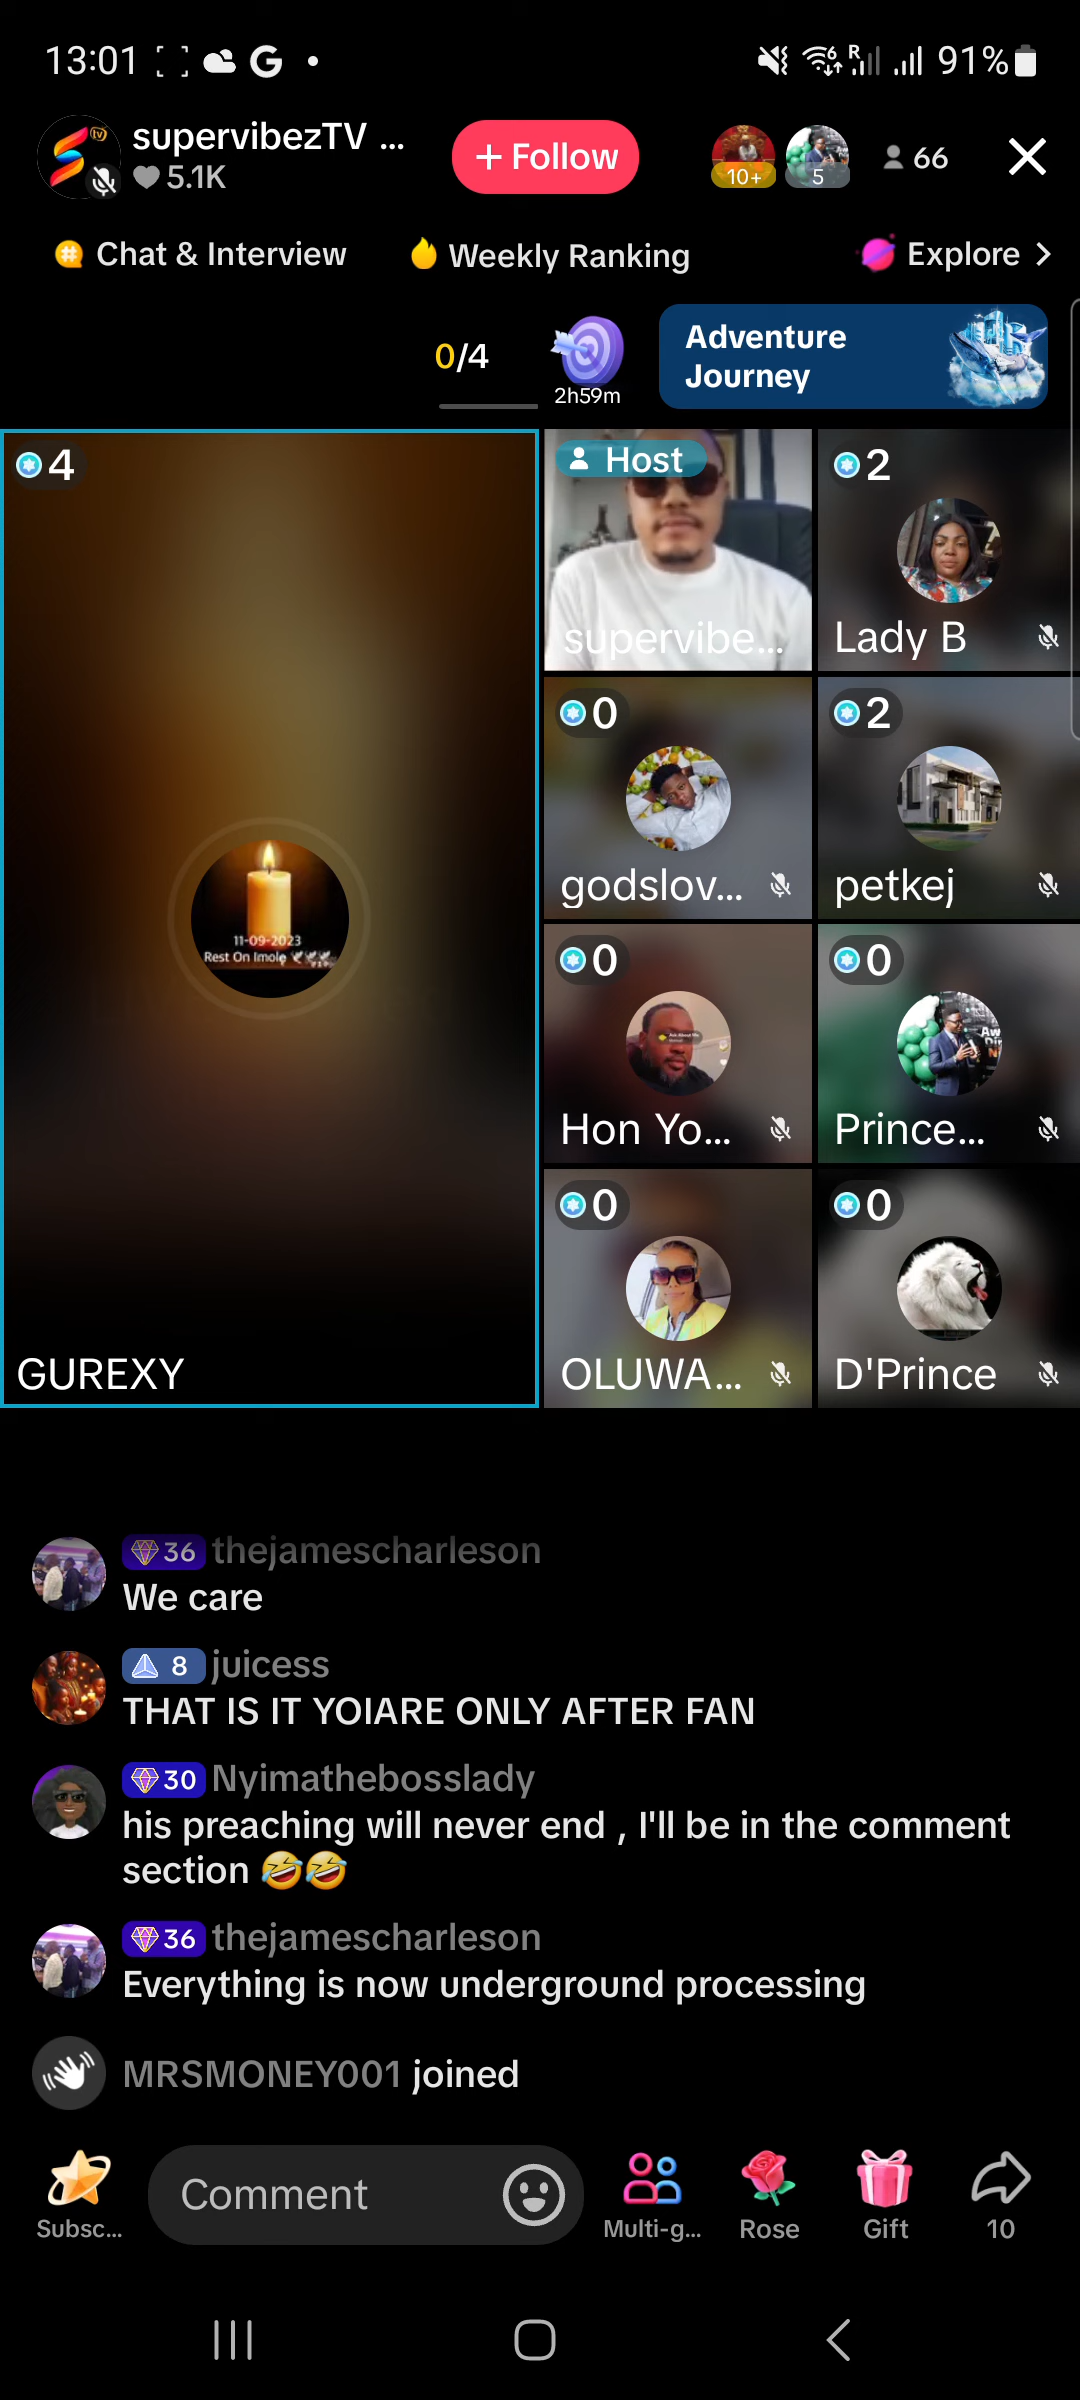 13:01
91%
supervibezTV ...
5.1K
+ Follow
10+
5
66
Chat & Interview
Weekly Ranking
Explore >
0/4
2h59m
Adventure
Journey
4
Host
supervibe...
2
Lady B
0
godslov...
2
petkej
11-09-2023
Rest On Imole
0
Hon Yo...
0
Prince...
0
OLUWA...
0
D'Prince
GUREXY
36 thejamescharleson
We care
8 juicess
THAT IS IT YOIARE ONLY AFTER FAN
30 Nyimathebosslady
his preaching will never end , I'll be in the comment
section 🤣🤣
36 thejamescharleson
Everything is now underground processing
MRSMONEY001 joined
Subsc...
Comment
Multi-g...
Rose
Gift
10